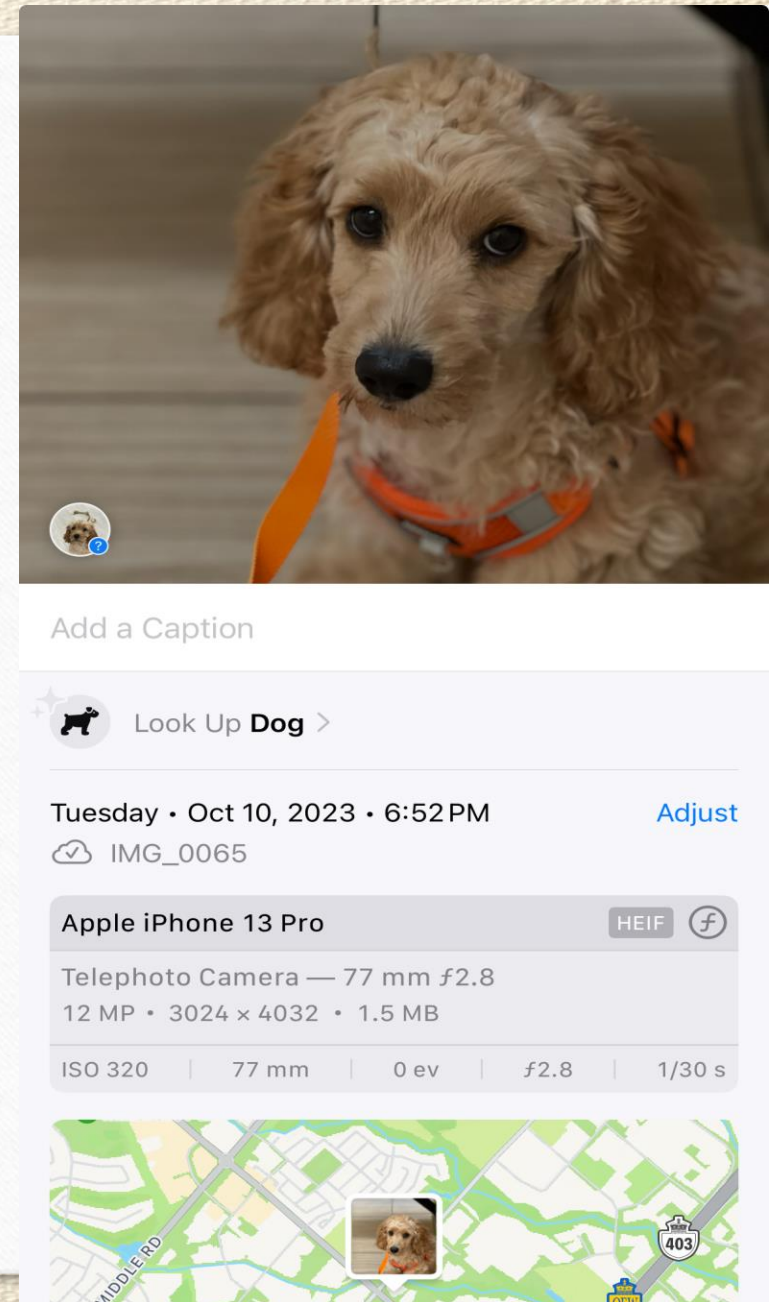 ?
Add a Caption
Look Up Dog >
Tuesday • Oct 10, 2023 • 6:52 PM
Adjust
IMG_0065
Apple iPhone 13 Pro
HEIF
f
Telephoto Camera — 77 mm ƒ2.8
12 MP • 3024 × 4032 • 1.5 MB
ISO 320 | 77 mm | 0 ev | ƒ2.8 | 1/30 s
403
MIDDLE RD
QEW